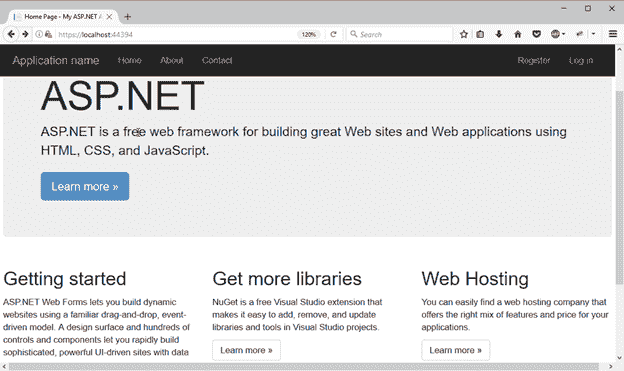 Home Page - My ASP.NET A
https://localhost:44394
120%
Search
Application name Home About Contact Register Log in
ASP.NET
ASP.NET is a free web framework for building great Web sites and Web applications using
HTML, CSS, and JavaScript.
Learn more »
Getting started
ASP.NET Web Forms lets you build dynamic
websites using a familiar drag-and-drop, event-
driven model. A design surface and hundreds of
controls and components let you rapidly build
sophisticated, powerful UI-driven sites with data
Get more libraries
NuGet is a free Visual Studio extension that
makes it easy to add, remove, and update
libraries and tools in Visual Studio projects.
Learn more »
Web Hosting
You can easily find a web hosting company that
offers the right mix of features and price for your
applications.
Learn more »